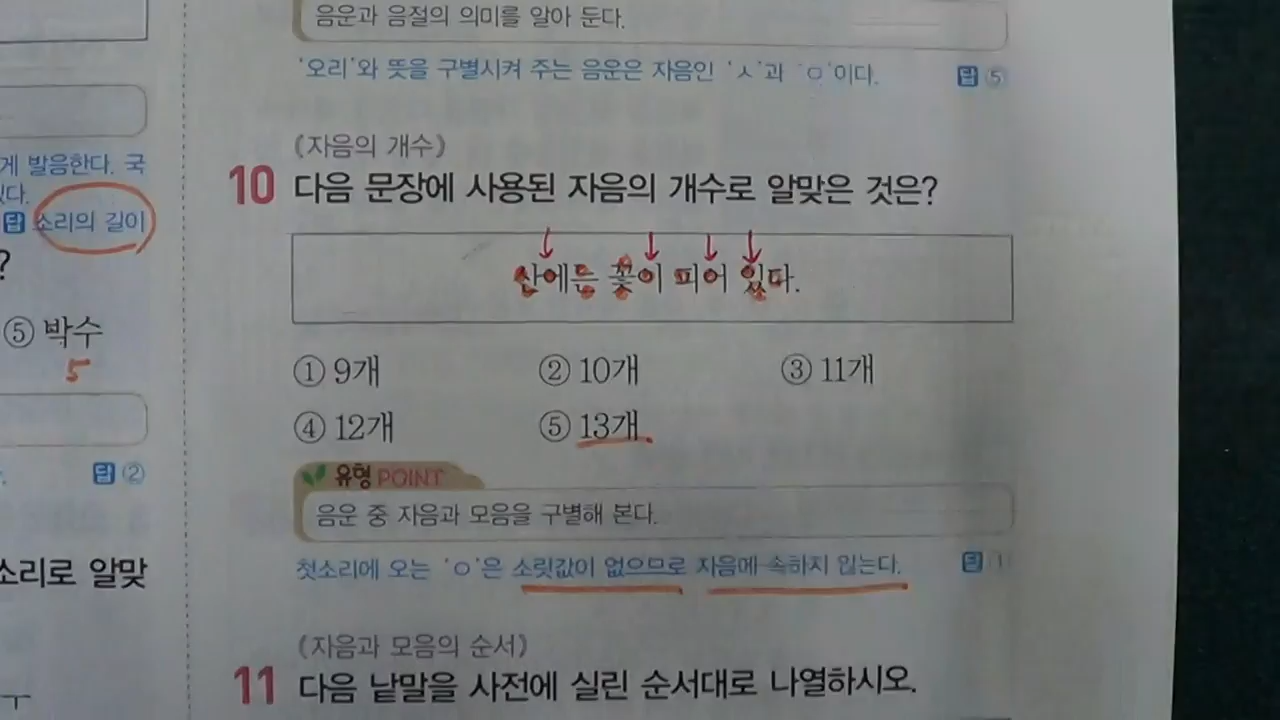 음운과 음절의 의미를 알아 둔다.
'오리'와 뜻을 구별시켜 주는 음운은 자음인 'ㅅ'과 'ㅇ'이다. 답 ⑤
게 발음한다. 국
있다.
답 소리의 길이
?
⑤ 박수
5
답 ②
소리로 알맞
ㅜ
《자음의 개수》
10 다음 문장에 사용된 자음의 개수로 알맞은 것은?
산에는 꽃이 피어 있다.
① 9개 ② 10개 ③ 11개
④ 12개 ⑤ 13개
유형 POINT
음운 중 자음과 모음을 구별해 본다.
첫소리에 오는 'ㅇ'은 소릿값이 없으므로 자음에 속하지 않는다. 답 ①
《자음과 모음의 순서》
11 다음 낱말을 사전에 실린 순서대로 나열하시오.